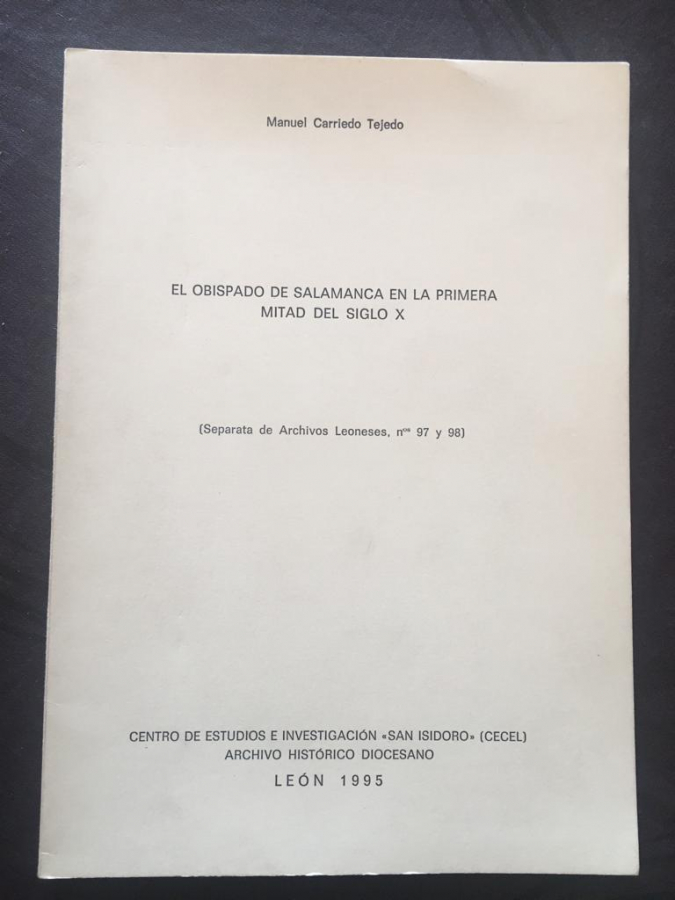 Manuel Carriedo Tejedo
EL OBISPADO DE SALAMANCA EN LA PRIMERA
MITAD DEL SIGLO X
(Separata de Archivos Leoneses, nᵒˢ 97 y 98)
CENTRO DE ESTUDIOS E INVESTIGACIÓN «SAN ISIDORO» (CECEL)
ARCHIVO HISTÓRICO DIOCESANO
LEÓN 1995